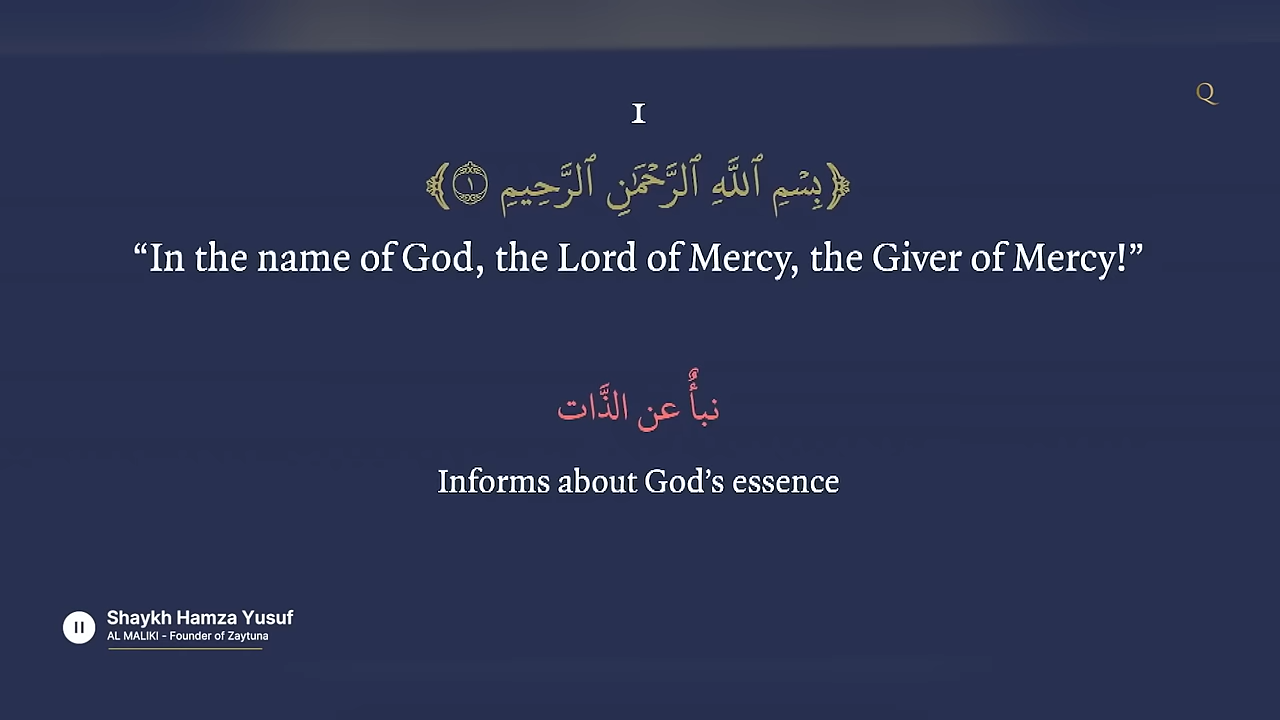 1
Q
﴿بِسْمِ ٱللَّهِ ٱلرَّحْمَٰنِ ٱلرَّحِيمِ ۝١﴾
“In the name of God, the Lord of Mercy, the Giver of Mercy!”
نبأٌ عن الذَّات
Informs about God’s essence
Shaykh Hamza Yusuf
AL MALIKI - Founder of Zaytuna